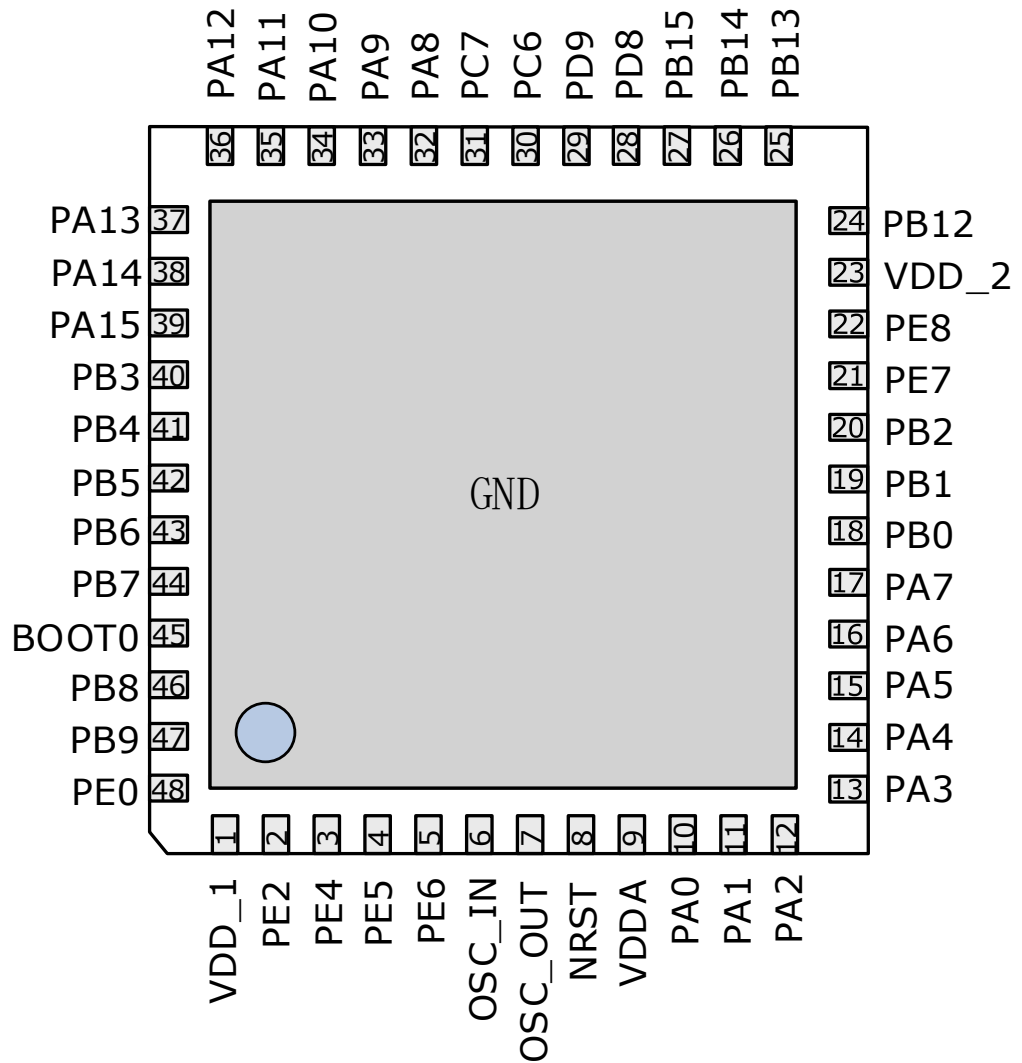 PA12 PA11 PA10 PA9 PA8 PC7 PC6 PD9 PD8 PB15 PB14 PB13
36 35 34 33 32 31 30 29 28 27 26 25
PA13 37
PA14 38
PA15 39
PB3 40
PB4 41
PB5 42
PB6 43
PB7 44
BOOT0 45
PB8 46
PB9 47
PE0 48
GND
24 PB12
23 VDD_2
22 PE8
21 PE7
20 PB2
19 PB1
18 PB0
17 PA7
16 PA6
15 PA5
14 PA4
13 PA3
1 2 3 4 5 6 7 8 9 10 11 12
VDD_1 PE2 PE4 PE5 PE6 OSC_IN OSC_OUT NRST VDDA PA0 PA1 PA2